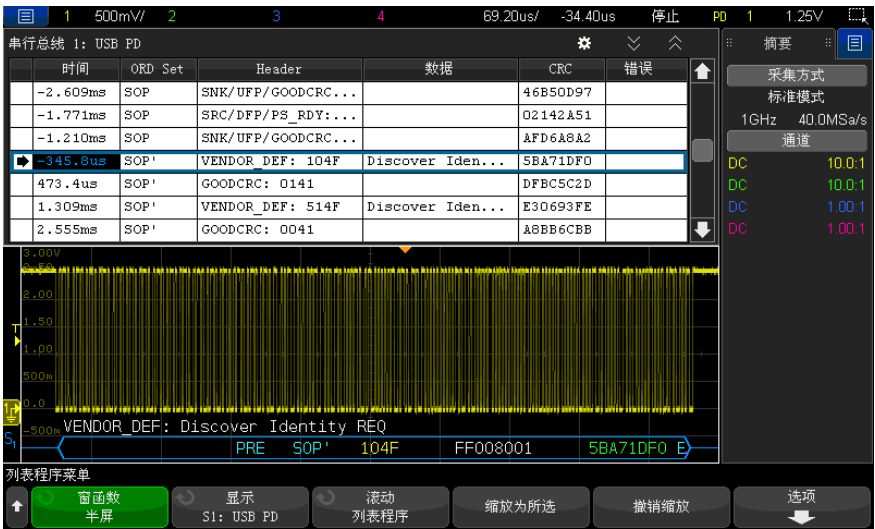 1 500mV/ 2 3 4 69.20us/ -34.40us 停止 PD 1 1.25V
串行总线 1: USB PD
摘要
时间 ORD Set Header 数据 CRC 错误
-2.609ms SOP SNK/UFP/GOODCRC... 46B50D97
-1.771ms SOP SRC/DFP/PS_RDY:... 02142A51
-1.210ms SOP SNK/UFP/GOODCRC... AFD6A8A2
-345.8us SOP' VENDOR_DEF: 104F Discover Iden... 5BA71DF0
473.4us SOP' GOODCRC: 0141 DFBC5C2D
1.309ms SOP' VENDOR_DEF: 514F Discover Iden... E30693FE
2.555ms SOP' GOODCRC: 0041 A8BB6CBB
采集方式
标准模式
1GHz 40.0MSa/s
通道
DC 10.0:1
DC 10.0:1
DC 1.00:1
DC 1.00:1
3.00V
2.50
2.00
T 1.50
1.00
500m
0.0
-500m
VENDOR_DEF: Discover Identity REQ
S1
PRE SOP' 104F FF008001 5BA71DF0 E
列表程序菜单
窗函数
半屏
显示
S1: USB PD
滚动
列表程序
缩放为所选
撤销缩放
选项